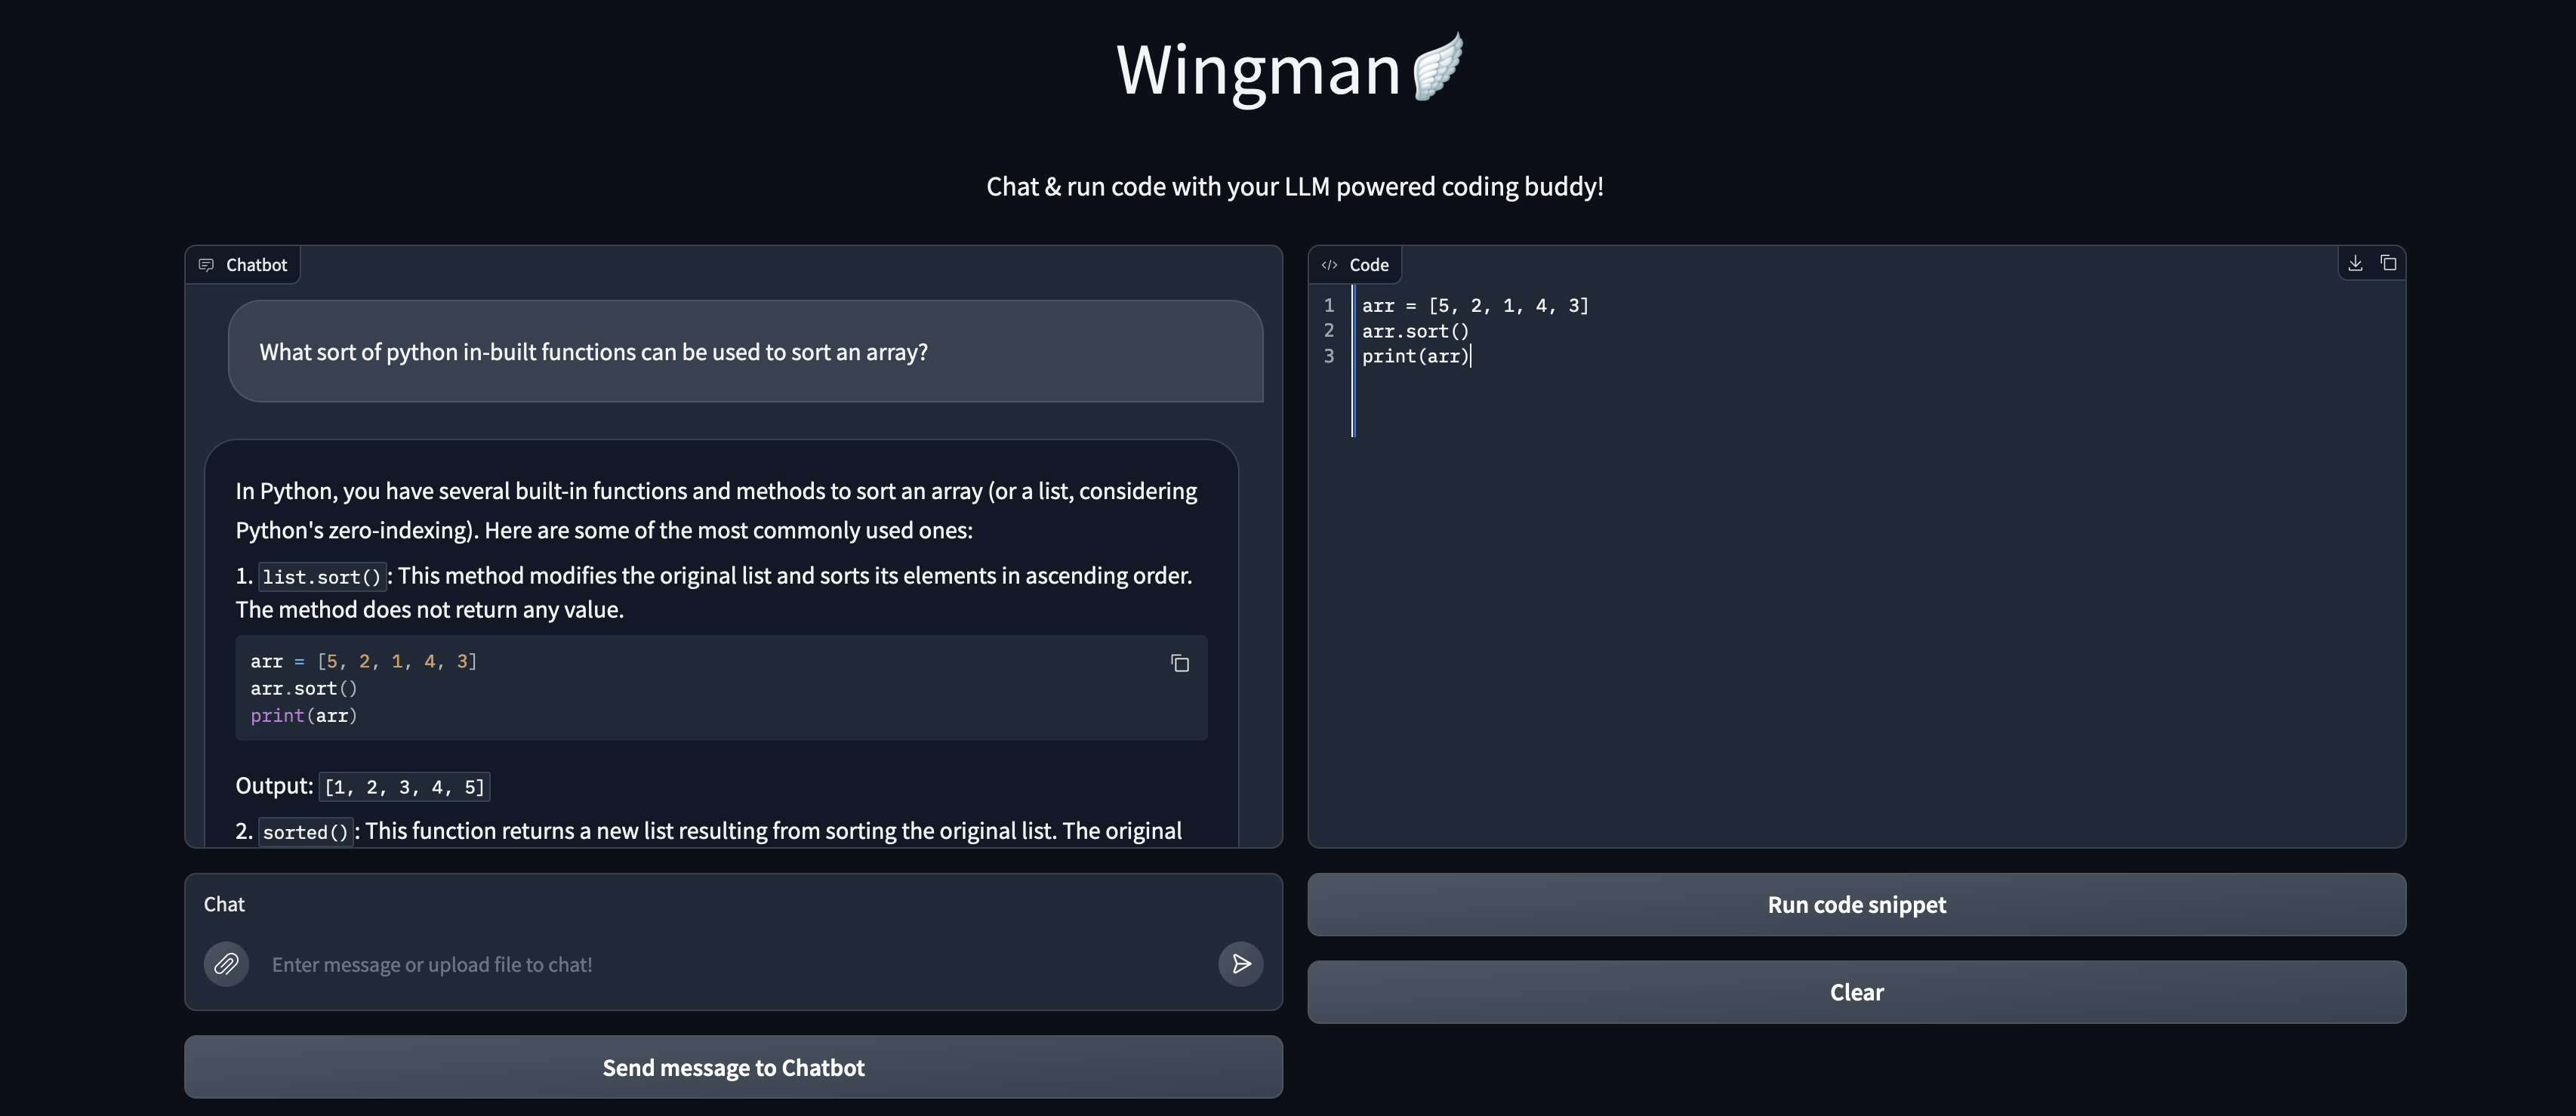 Wingman
Chat & run code with your LLM powered coding buddy!
Chatbot
What sort of python in-built functions can be used to sort an array?
In Python, you have several built-in functions and methods to sort an array (or a list, considering
Python's zero-indexing). Here are some of the most commonly used ones:
1. list.sort(): This method modifies the original list and sorts its elements in ascending order.
The method does not return any value.
arr = [5, 2, 1, 4, 3]
arr.sort()
print(arr)
Output: [1, 2, 3, 4, 5]
2. sorted(): This function returns a new list resulting from sorting the original list. The original
Chat
Enter message or upload file to chat!
Send message to Chatbot
</> Code
1 arr = [5, 2, 1, 4, 3]
2 arr.sort()
3 print(arr)
Run code snippet
Clear